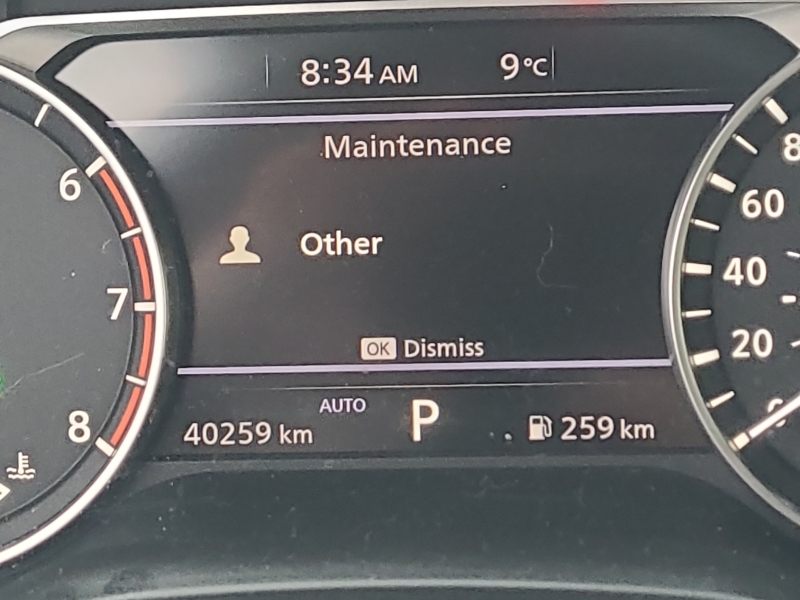 8:34 AM 9°C
Maintenance
Other
OK Dismiss
AUTO
P
40259 km
259 km
6
7
8
8
60
40
20